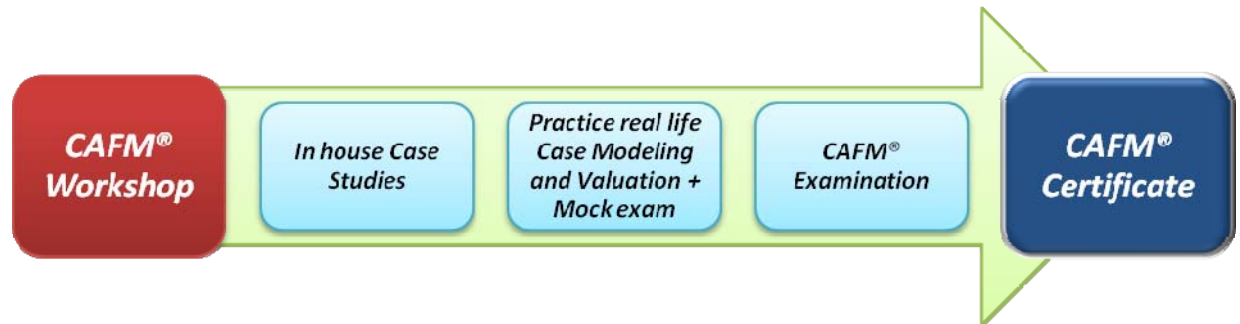 CAFM®
Workshop
In house Case
Studies
Practice real life
Case Modeling
and Valuation +
Mock exam
CAFM®
Examination
CAFM®
Certificate